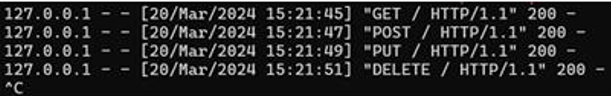 127.0.0.1 - - [20/Mar/2024 15:21:45] "GET / HTTP/1.1" 200 -
127.0.0.1 - - [20/Mar/2024 15:21:47] "POST / HTTP/1.1" 200 -
127.0.0.1 - - [20/Mar/2024 15:21:49] "PUT / HTTP/1.1" 200 -
127.0.0.1 - - [20/Mar/2024 15:21:51] "DELETE / HTTP/1.1" 200 -
^C